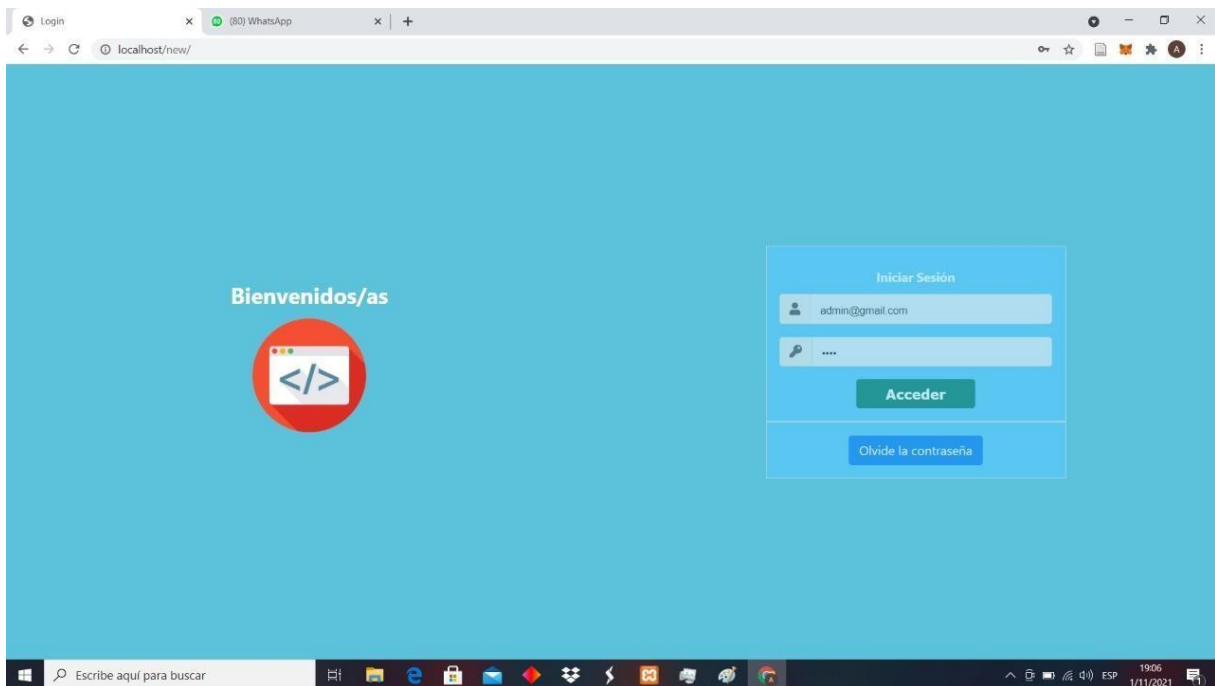 Login
(80) WhatsApp
localhost/new/
A
Bienvenidos/as
</>
Iniciar Sesión
admin@gmail.com
••••
Acceder
Olvide la contraseña
Escribe aquí para buscar
ESP
19:06
1/11/2021
1